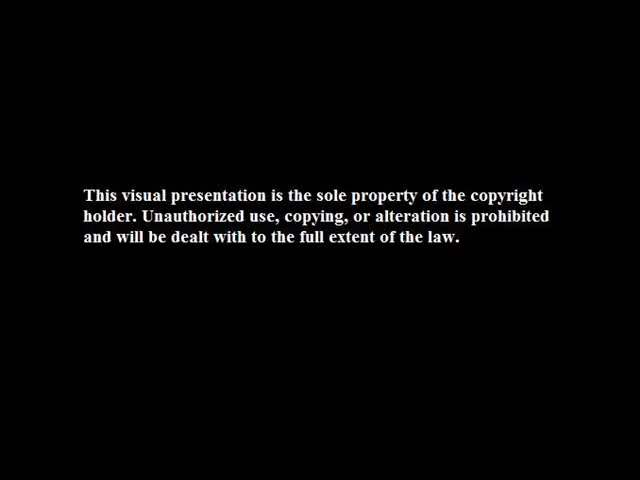 This visual presentation is the sole property of the copyright
holder. Unauthorized use, copying, or alteration is prohibited
and will be dealt with to the full extent of the law.